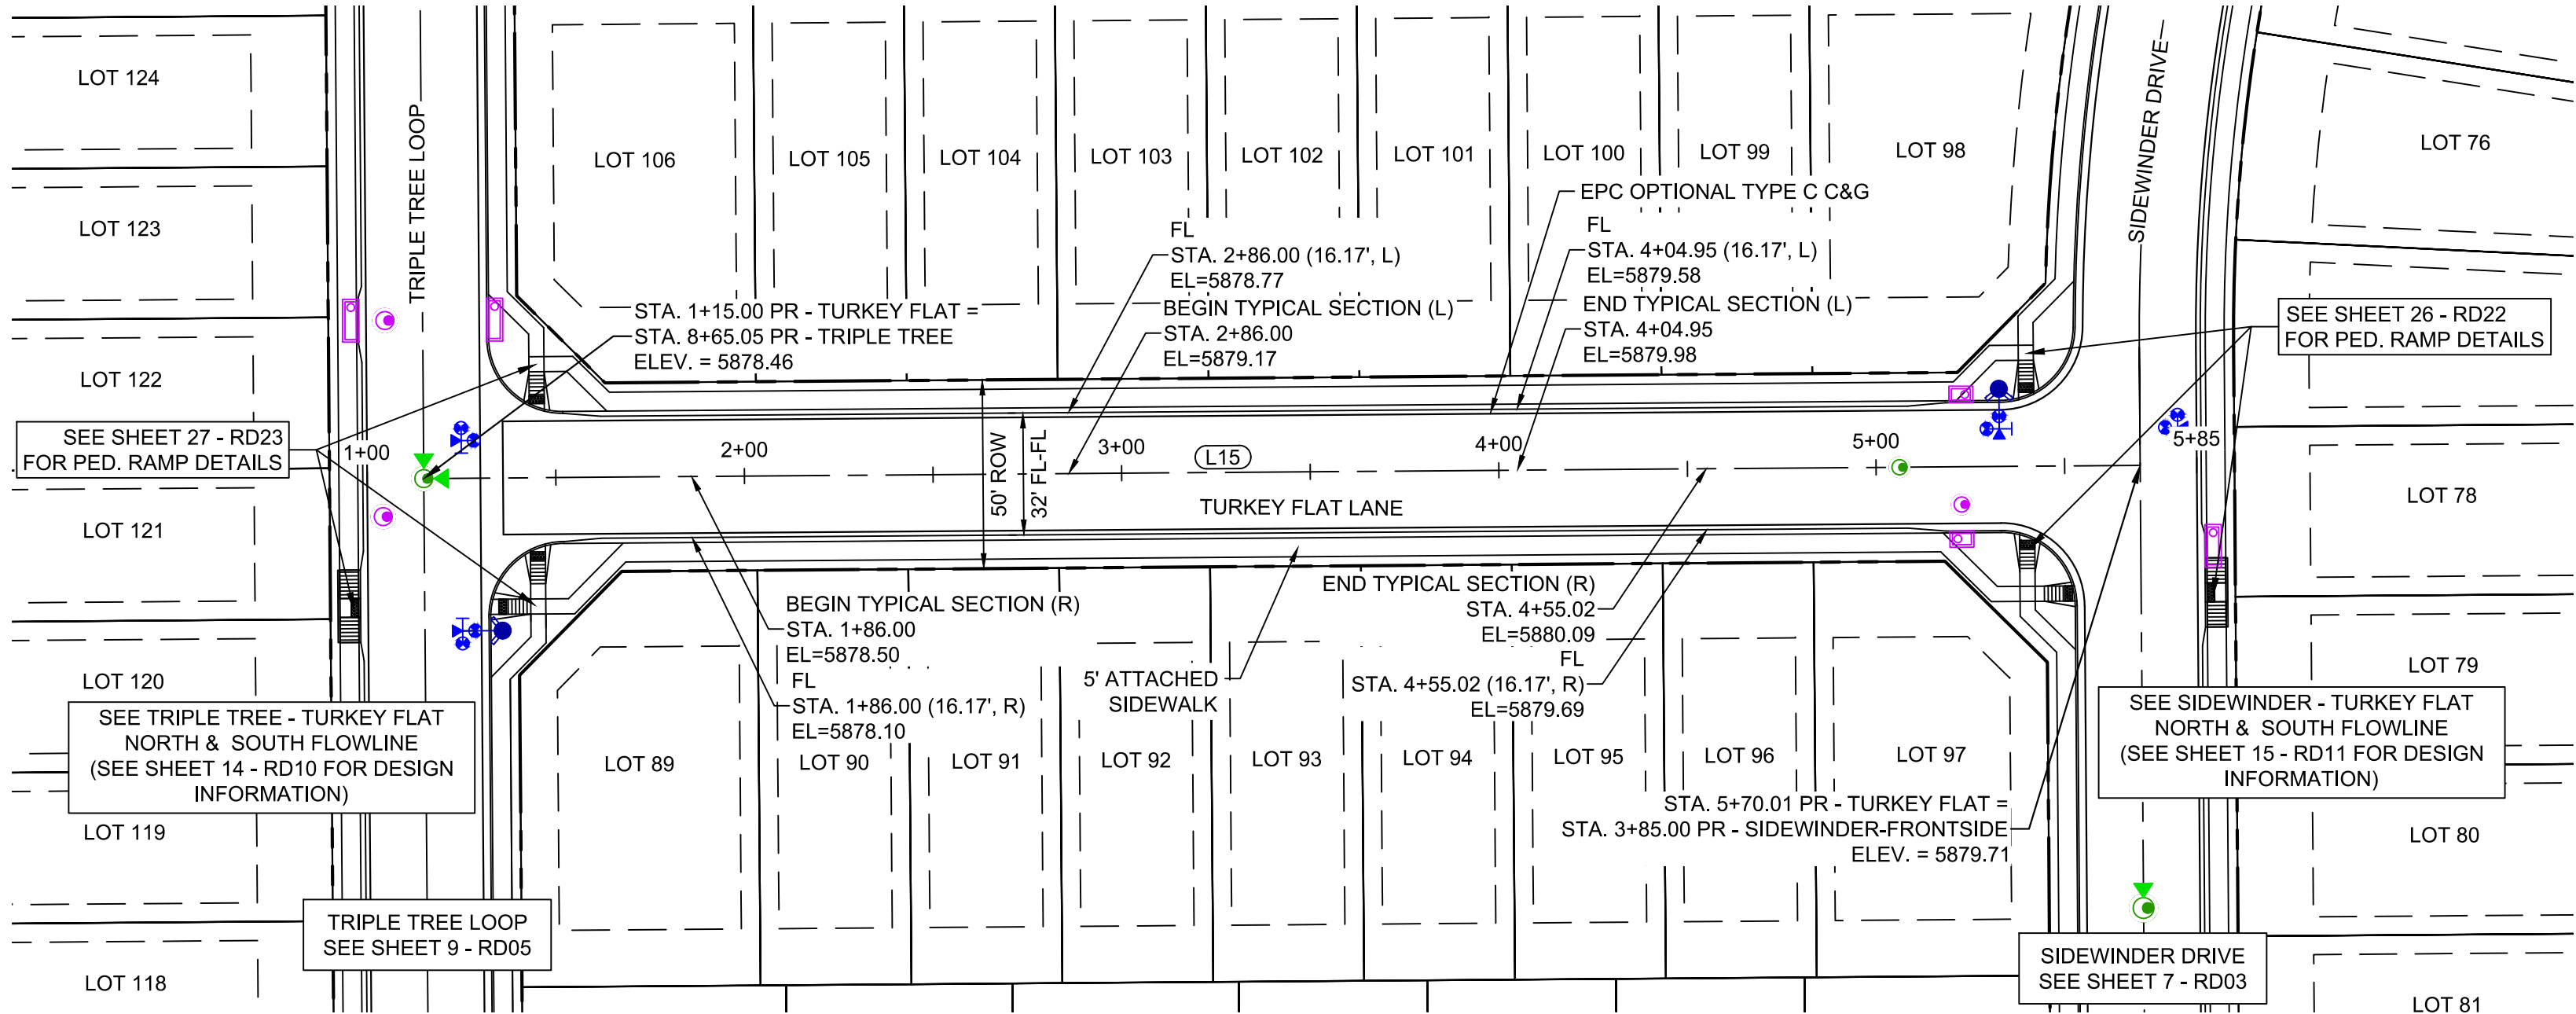 LOT 124
LOT 123
LOT 122
LOT 121
LOT 120
LOT 119
LOT 118
TRIPLE TREE LOOP
SEE SHEET 27 - RD23
FOR PED. RAMP DETAILS
1+00
SEE TRIPLE TREE - TURKEY FLAT
NORTH & SOUTH FLOWLINE
(SEE SHEET 14 - RD10 FOR DESIGN
INFORMATION)
TRIPLE TREE LOOP
SEE SHEET 9 - RD05
LOT 106
LOT 105
LOT 104
LOT 103
LOT 102
LOT 101
LOT 100
LOT 99
LOT 98
EPC OPTIONAL TYPE C C&G
STA. 1+15.00 PR - TURKEY FLAT =
STA. 8+65.05 PR - TRIPLE TREE
ELEV. = 5878.46
FL
STA. 2+86.00 (16.17', L)
EL=5878.77
BEGIN TYPICAL SECTION (L)
STA. 2+86.00
EL=5879.17
FL
STA. 4+04.95 (16.17', L)
EL=5879.58
END TYPICAL SECTION (L)
STA. 4+04.95
EL=5879.98
2+00
50' ROW
32' FL-FL
3+00
L15
4+00
5+00
5+85
TURKEY FLAT LANE
BEGIN TYPICAL SECTION (R)
STA. 1+86.00
EL=5878.50
FL
STA. 1+86.00 (16.17', R)
EL=5878.10
5' ATTACHED
SIDEWALK
END TYPICAL SECTION (R)
STA. 4+55.02
EL=5880.09
FL
STA. 4+55.02 (16.17', R)
EL=5879.69
LOT 89
LOT 90
LOT 91
LOT 92
LOT 93
LOT 94
LOT 95
LOT 96
LOT 97
STA. 5+70.01 PR - TURKEY FLAT =
STA. 3+85.00 PR - SIDEWINDER-FRONTSIDE
ELEV. = 5879.71
SIDEWINDER DRIVE
SEE SHEET 26 - RD22
FOR PED. RAMP DETAILS
SEE SIDEWINDER - TURKEY FLAT
NORTH & SOUTH FLOWLINE
(SEE SHEET 15 - RD11 FOR DESIGN
INFORMATION)
SIDEWINDER DRIVE
SEE SHEET 7 - RD03
LOT 76
LOT 78
LOT 79
LOT 80
LOT 81